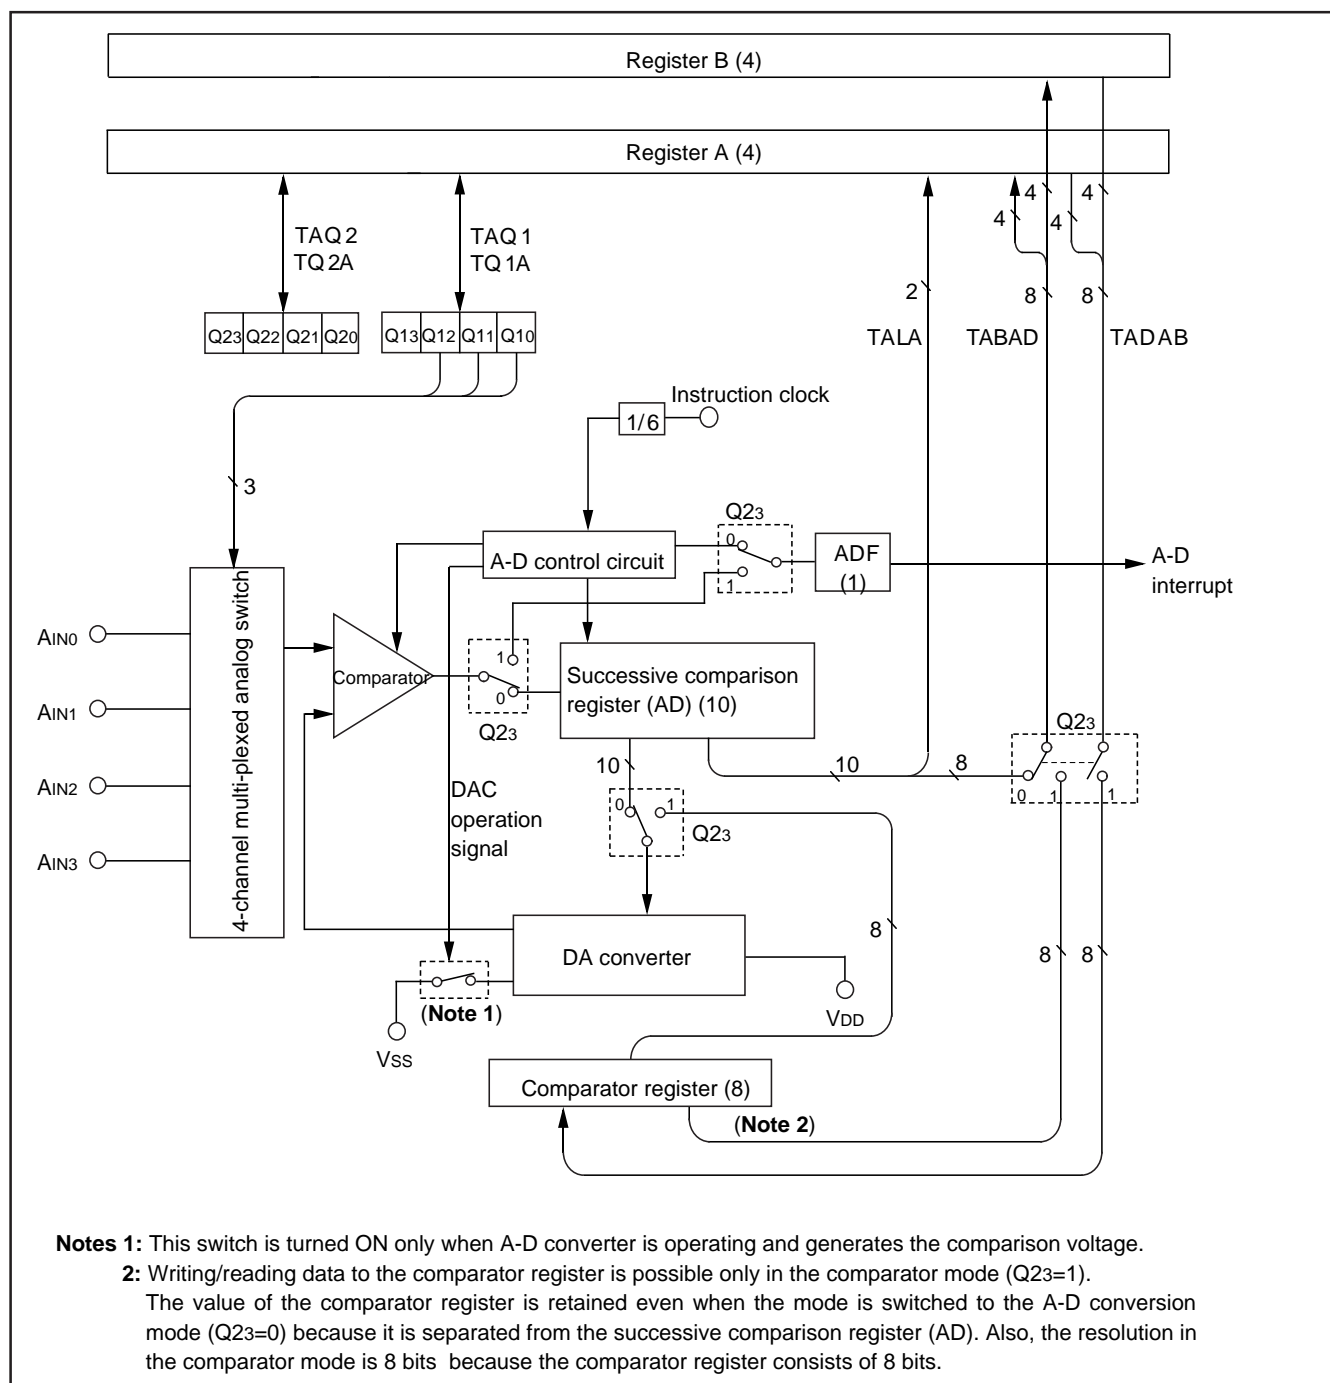 Register B (4)
Register A (4)
4
4
4
4
TAQ2
TQ2A
TAQ1
TQ1A
2
8
8
Q23 Q22 Q21 Q20
Q13 Q12 Q11 Q10
TALA
TABAD
TADAB
Instruction clock
1/6
3
Q23
0
1
A-D control circuit
ADF
(1)
A-D
interrupt
4-channel multi-plexed analog switch
AIN0
AIN1
AIN2
AIN3
Comparator
1
0
Q23
Successive comparison
register (AD) (10)
10
10
8
Q23
0
1
1
DAC
operation
signal
0
1
Q23
DA converter
8
8
8
(Note 1)
VSS
VDD
Comparator register (8)
(Note 2)
Notes 1: This switch is turned ON only when A-D converter is operating and generates the comparison voltage.
2: Writing/reading data to the comparator register is possible only in the comparator mode (Q23=1).
The value of the comparator register is retained even when the mode is switched to the A-D conversion
mode (Q23=0) because it is separated from the successive comparison register (AD). Also, the resolution in
the comparator mode is 8 bits because the comparator register consists of 8 bits.